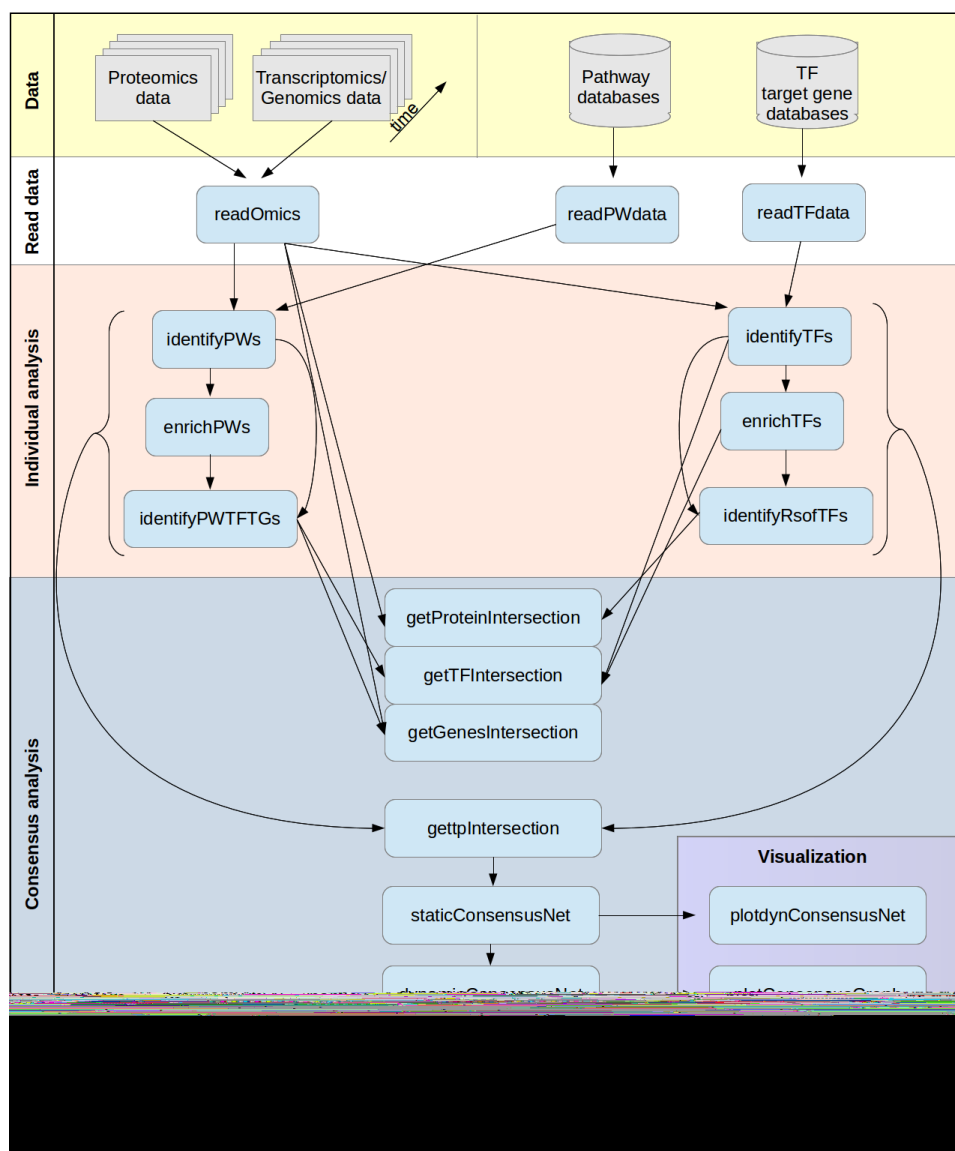 Data
Proteomics
data
Transcriptomics/
Genomics data
time
Pathway
databases
TF
target gene
databases
Read data
readOmics
readPWdata
readTFdata
Individual analysis
identifyPWs
identifyTFs
enrichPWs
enrichTFs
identifyPWTFTGs
identifyRsofTFs
Consensus analysis
getProteinIntersection
getTFIntersection
getGenesIntersection
gettpIntersection
Visualization
staticConsensusNet
plotdynConsensusNet